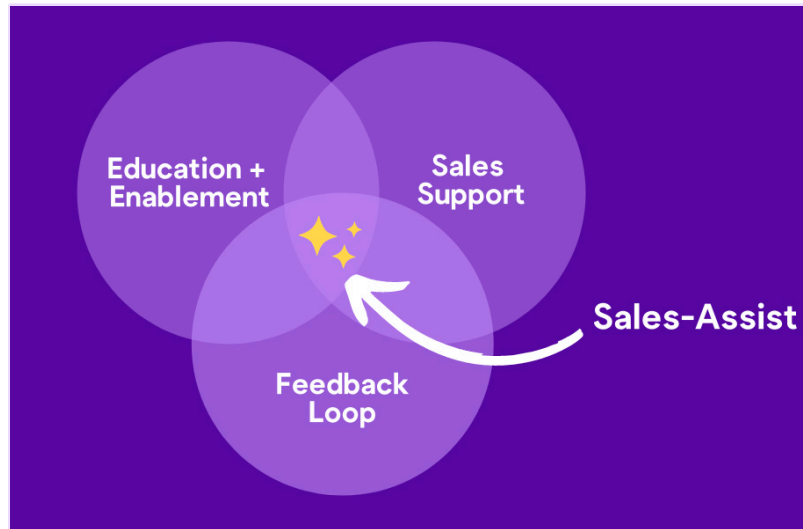 Education +
Enablement
Sales
Support
Sales-Assist
Feedback
Loop